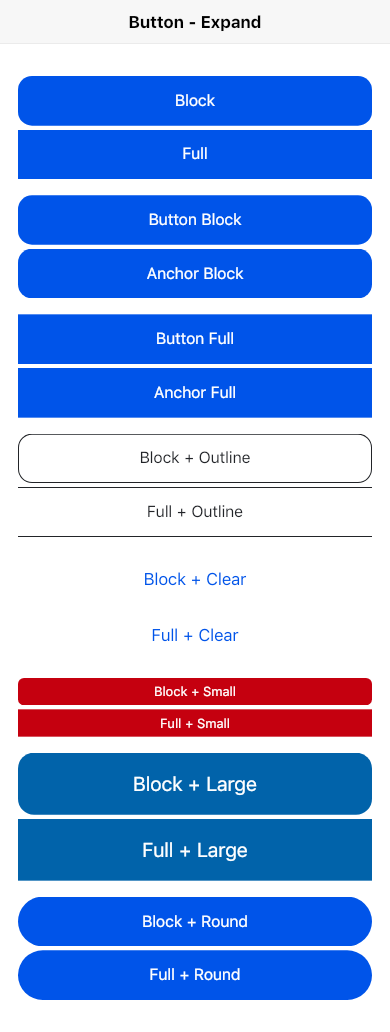 Button - Expand
Block
Full
Button Block
Anchor Block
Button Full
Anchor Full
Block + Outline
Full + Outline
Block + Clear
Full + Clear
Block + Small
Full + Small
Block + Large
Full + Large
Block + Round
Full + Round